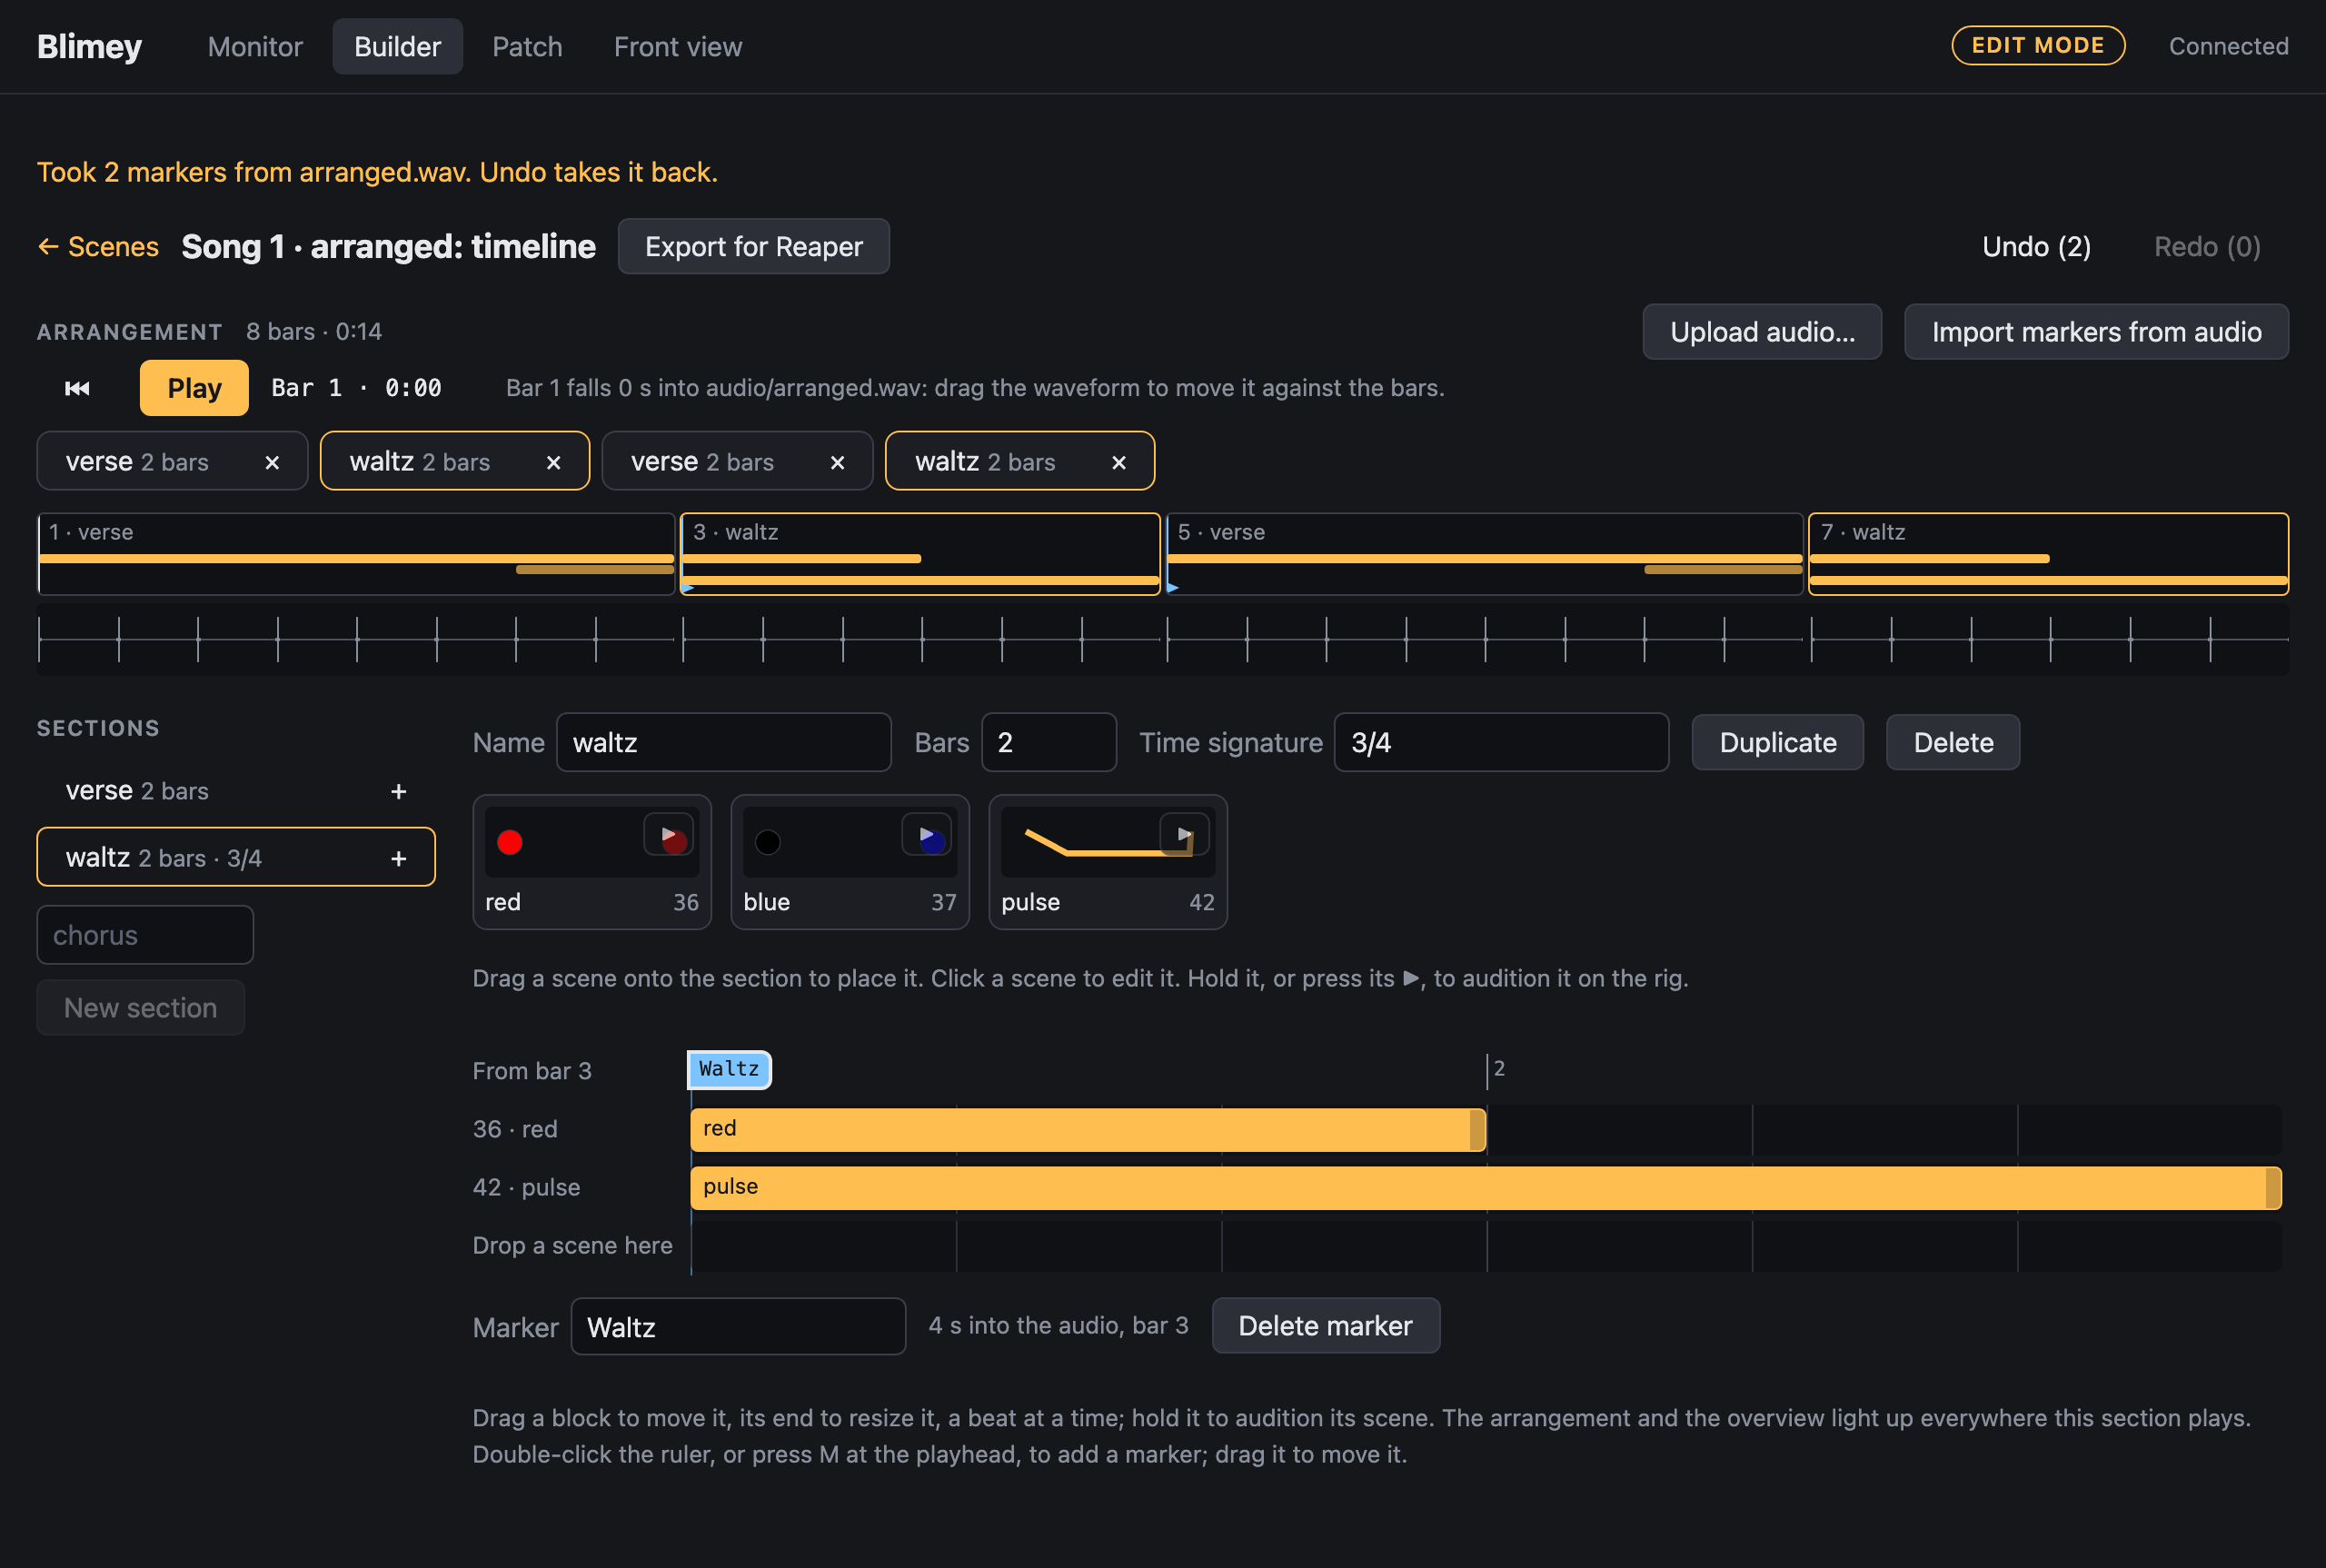 Blimey Monitor Builder Patch Front view EDIT MODE Connected
Took 2 markers from arranged.wav. Undo takes it back.
← Scenes Song 1 · arranged: timeline Export for Reaper Undo (2) Redo (0)
ARRANGEMENT 8 bars · 0:14 Upload audio... Import markers from audio
⏮ Play Bar 1 · 0:00 Bar 1 falls 0 s into audio/arranged.wav: drag the waveform to move it against the bars.
verse 2 bars × waltz 2 bars × verse 2 bars × waltz 2 bars ×
1 · verse 3 · waltz 5 · verse 7 · waltz
SECTIONS
verse 2 bars +
waltz 2 bars · 3/4 +
chorus
New section
Name waltz Bars 2 Time signature 3/4 Duplicate Delete
red 36 blue 37 pulse 42
Drag a scene onto the section to place it. Click a scene to edit it. Hold it, or press its ▶, to audition it on the rig.
From bar 3 Waltz 2
36 · red red
42 · pulse pulse
Drop a scene here
Marker Waltz 4 s into the audio, bar 3 Delete marker
Drag a block to move it, its end to resize it, a beat at a time; hold it to audition its scene. The arrangement and the overview light up everywhere this section plays.
Double-click the ruler, or press M at the playhead, to add a marker; drag it to move it.